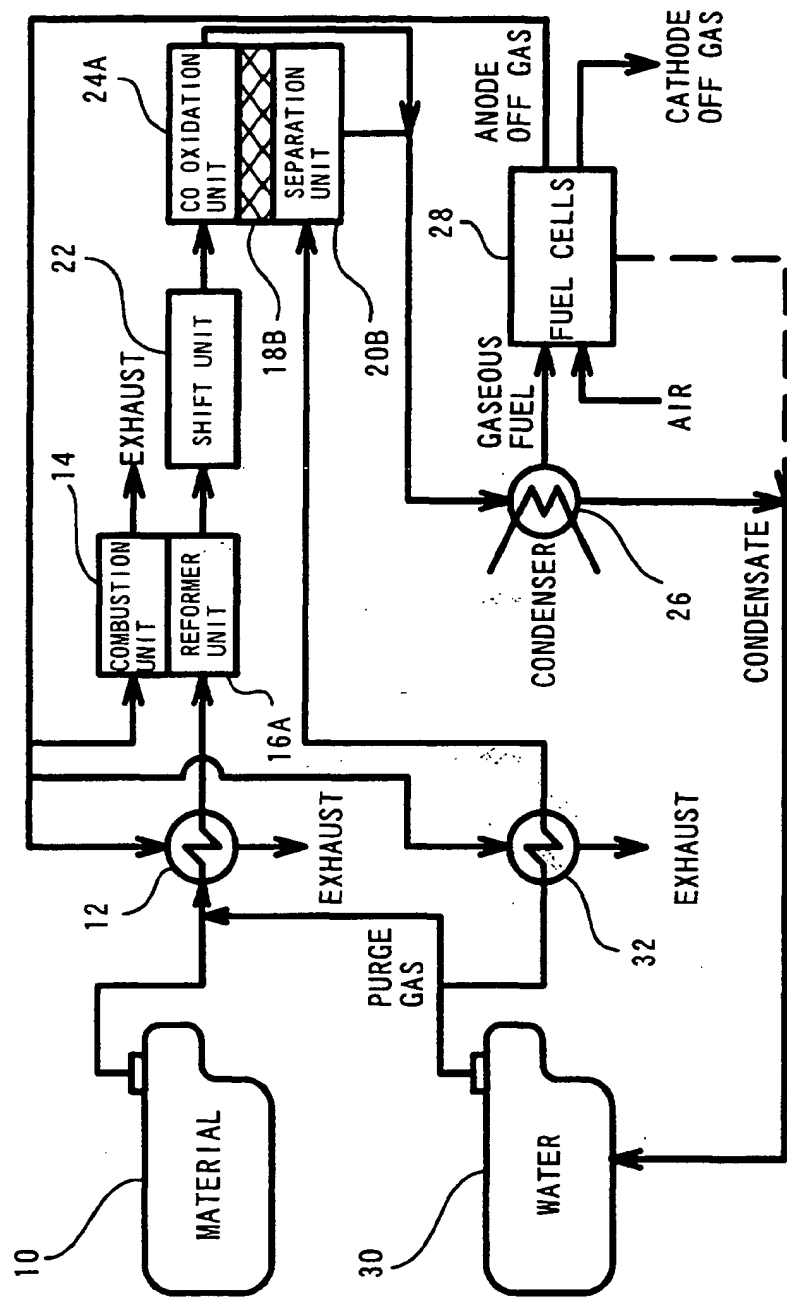 24A
CO OXIDATION
UNIT
SEPARATION
UNIT
18B
20B
22
SHIFT UNIT
EXHAUST
14
COMBUSTION
UNIT
REFORMER
UNIT
16A
12
EXHAUST
10
MATERIAL
ANODE
OFF GAS
CATHODE
OFF GAS
28
FUEL CELLS
GASEOUS
FUEL
AIR
CONDENSER
26
CONDENSATE
PURGE
GAS
32
EXHAUST
30
WATER